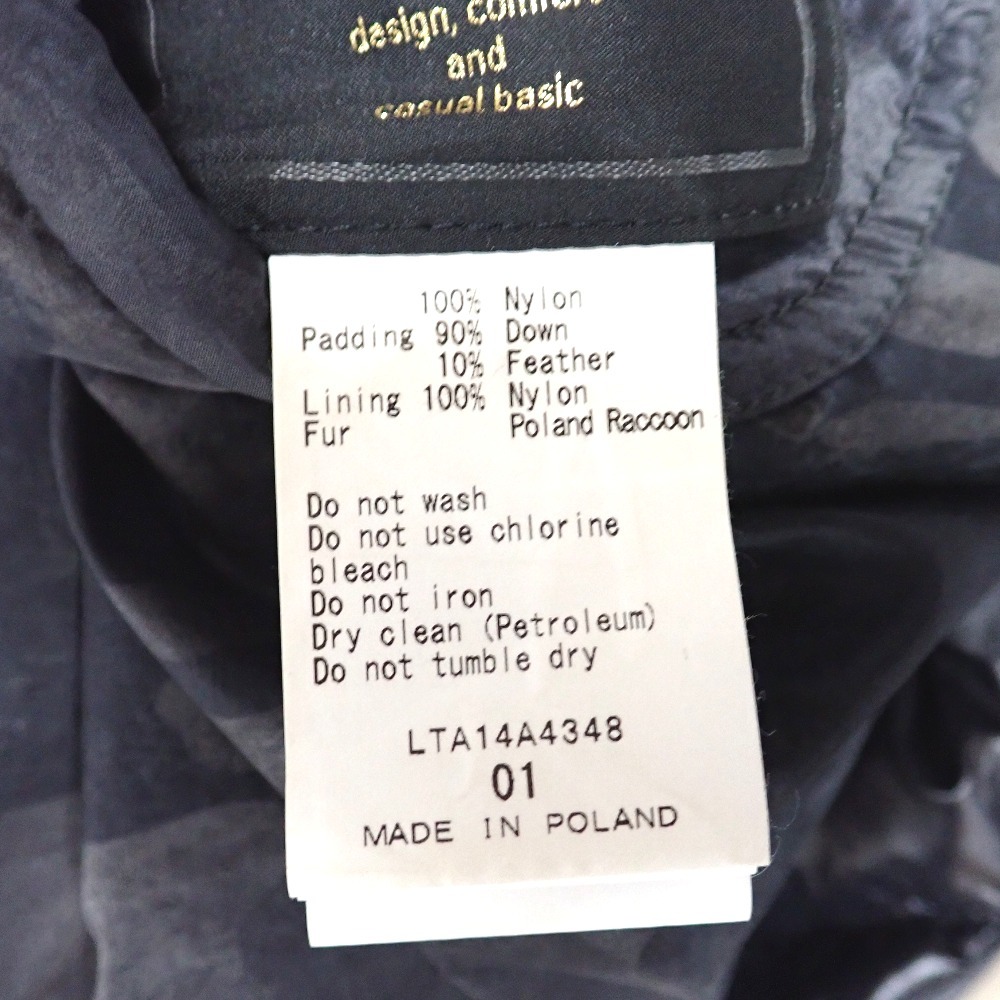 design, comfort
and
casual basic
100% Nylon
Padding 90% Down
10% Feather
Lining 100% Nylon
Fur Poland Raccoon
Do not wash
Do not use chlorine
bleach
Do not iron
Dry clean (Petroleum)
Do not tumble dry
LTA14A4348
01
MADE IN POLAND